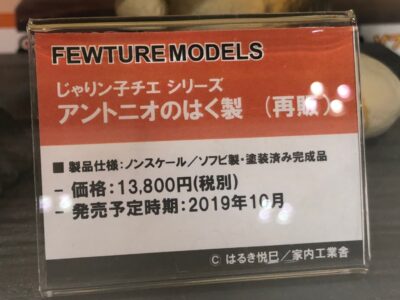 FEWTURE MODELS
じゃりン子チエ シリーズ
アントニオのはく製 (再販)
■ 製品仕様:ノンスケール/ソフビ製・塗装済み完成品
- 価格:13,800円(税別)
- 発売予定時期:2019年10月
© はるき悦巳/家内工業舎